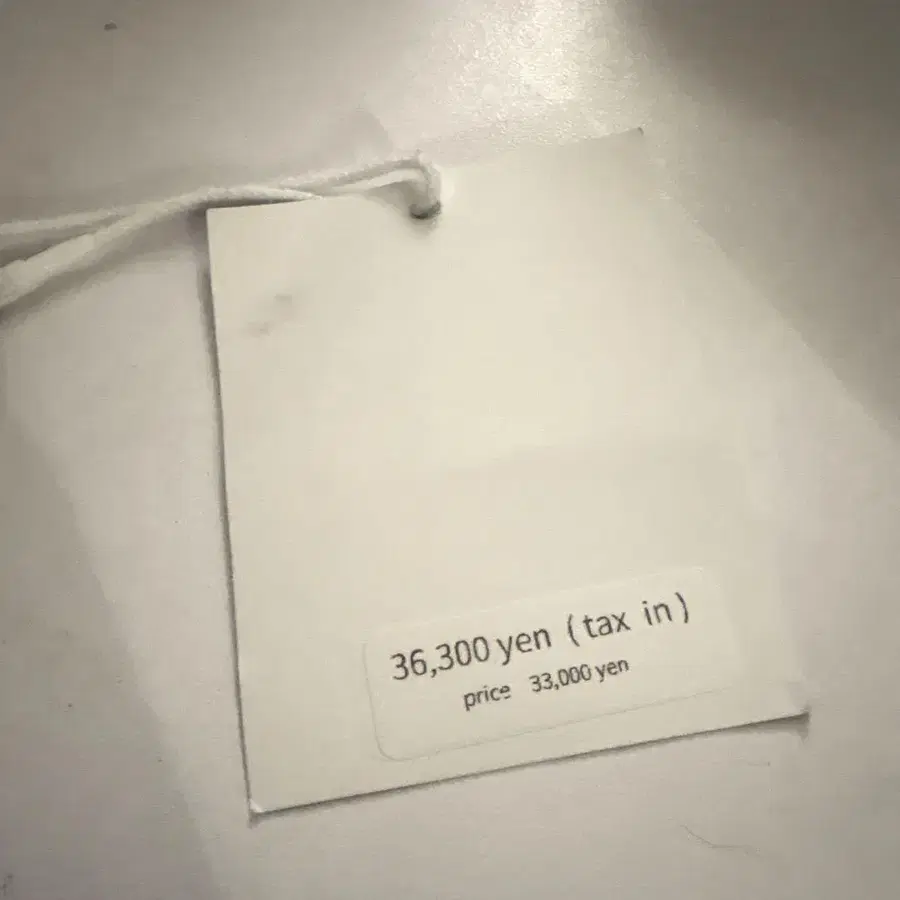 36,300 yen (tax in)
price 33,000 yen